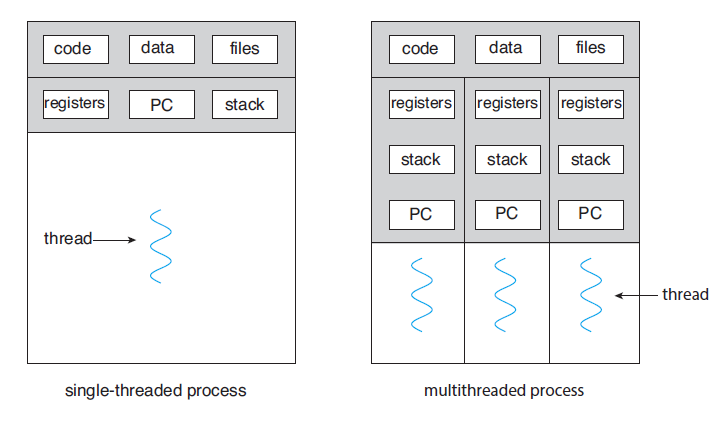 code data files
registers PC stack
thread
single-threaded process
code data files
registers registers registers
stack stack stack
PC PC PC
thread
multithreaded process